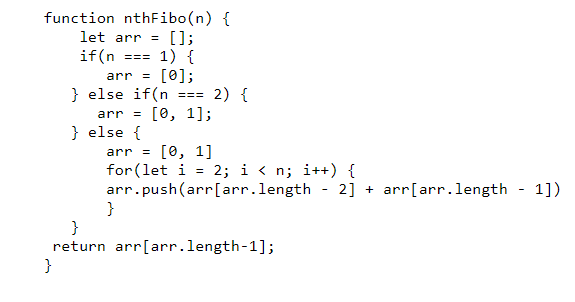 function nthFibo(n) {
let arr = [];
if(n === 1) {
arr = [0];
} else if(n === 2) {
arr = [0, 1];
} else {
arr = [0, 1]
for(let i = 2; i < n; i++) {
arr.push(arr[arr.length - 2] + arr[arr.length - 1])
}
}
return arr[arr.length-1];
}